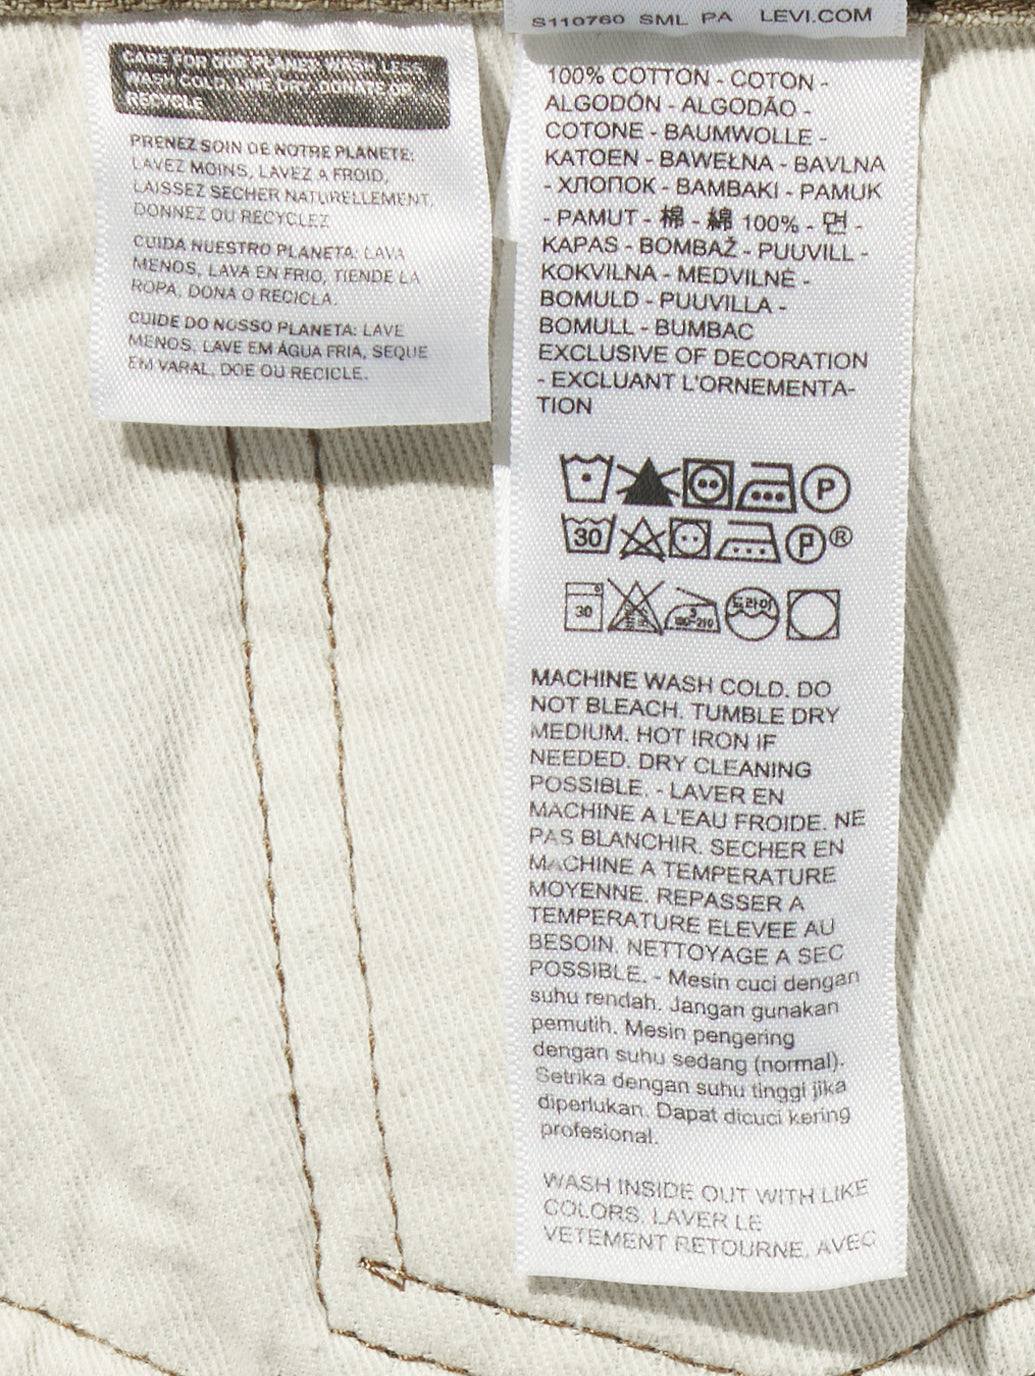 CARE FOR OUR PLANET: WASH LESS,
WASH COLD, LINE DRY, DONATE OR
RECYCLE
PRENEZ SOIN DE NOTRE PLANETE:
LAVEZ MOINS, LAVEZ A FROID,
LAISSEZ SECHER NATURELLEMENT,
DONNEZ OU RECYCLEZ
CUIDA NUESTRO PLANETA: LAVA
MENOS, LAVA EN FRIO, TIENDE LA
ROPA, DONA O RECICLA.
CUIDE DO NOSSO PLANETA: LAVE
MENOS, LAVE EM ÁGUA FRIA, SEQUE
EM VARAL, DOE OU RECICLE.
S110760 SML PA LEVI.COM
100% COTTON - COTON -
ALGODÓN - ALGODÃO -
COTONE - BAUMWOLLE -
KATOEN - BAWEŁNA - BAVLNA
- ХЛОПОК - BAMBAKI - PAMUK
- PAMUT - 棉 - 綿 100% - 면 -
KAPAS - BOMBAŽ - PUUVILL -
KOKVILNA - MEDVILNĖ -
BOMULD - PUUVILLA -
BOMULL - BUMBAC
EXCLUSIVE OF DECORATION
- EXCLUANT L'ORNEMENTA-
TION
P
30 P ®
30 3 180-210 드라이
MACHINE WASH COLD. DO
NOT BLEACH. TUMBLE DRY
MEDIUM. HOT IRON IF
NEEDED. DRY CLEANING
POSSIBLE. - LAVER EN
MACHINE A L'EAU FROIDE. NE
PAS BLANCHIR. SECHER EN
MACHINE A TEMPERATURE
MOYENNE. REPASSER A
TEMPERATURE ELEVEE AU
BESOIN. NETTOYAGE A SEC
POSSIBLE. - Mesin cuci dengan
suhu rendah. Jangan gunakan
pemutih. Mesin pengering
dengan suhu sedang (normal).
Setrika dengan suhu tinggi jika
diperlukan. Dapat dicuci kering
profesional.
WASH INSIDE OUT WITH LIKE
COLORS. LAVER LE
VETEMENT RETOURNE, AVEC